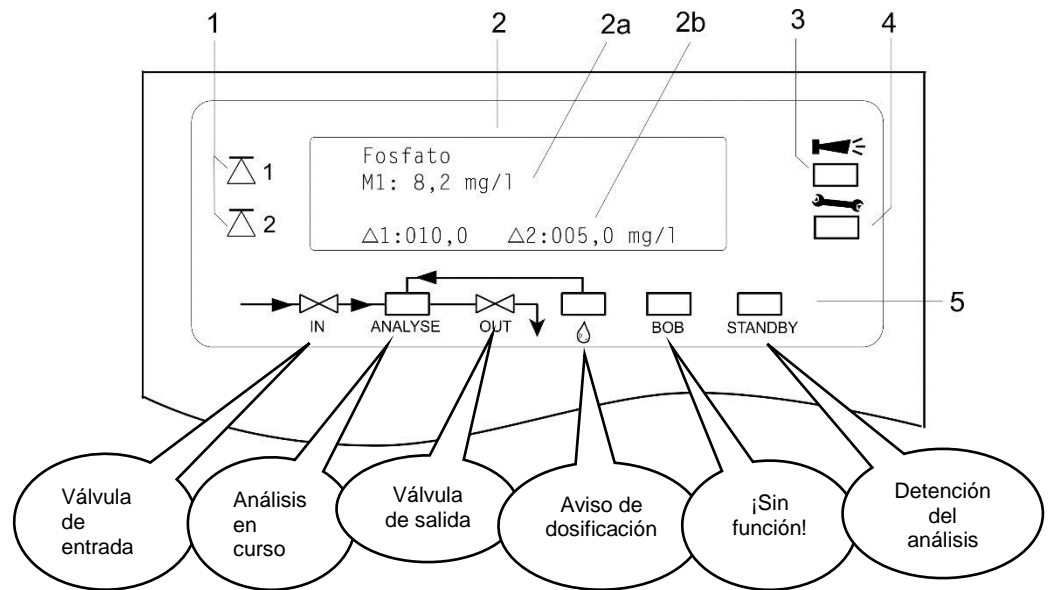 1
2
2a
2b
3
4
5
1
2
Fosfato
M1: 8,2 mg/l
△1:010,0 △2:005,0 mg/l
IN
ANALYSE
OUT
BOB
STANDBY
Válvula
de
entrada
Análisis
en
curso
Válvula
de salida
Aviso de
dosificación
¡Sin
función!
Detención
del
análisis